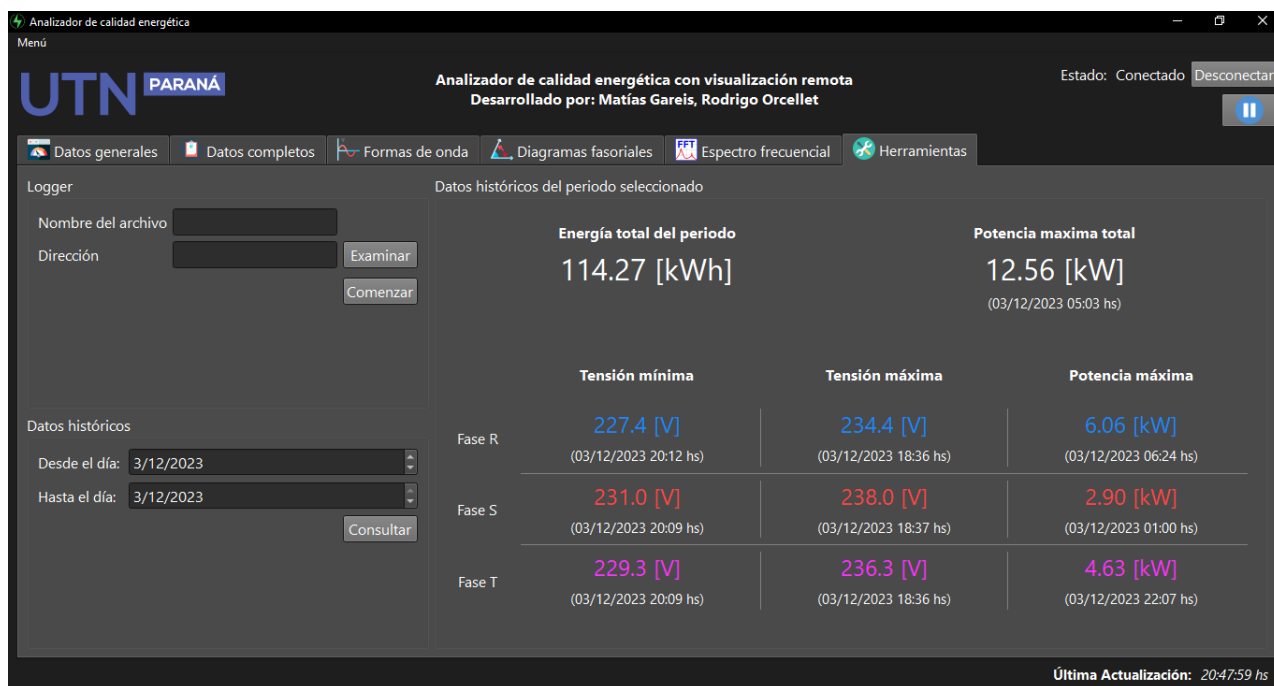 Analizador de calidad energética
Menú
UTN PARANÁ
Analizador de calidad energética con visualización remota
Desarrollado por: Matías Gareis, Rodrigo Orcellet
Estado: Conectado Desconectar
Datos generales Datos completos Formas de onda Diagramas fasoriales FFT Espectro frecuencial Herramientas
Logger
Nombre del archivo
Dirección Examinar
Comenzar
Datos históricos
Desde el día: 3/12/2023
Hasta el día: 3/12/2023
Consultar
Datos históricos del periodo seleccionado
Energía total del periodo Potencia maxima total
114.27 [kWh] 12.56 [kW]
(03/12/2023 05:03 hs)
Tensión mínima Tensión máxima Potencia máxima
Fase R 227.4 [V] 234.4 [V] 6.06 [kW]
(03/12/2023 20:12 hs) (03/12/2023 18:36 hs) (03/12/2023 06:24 hs)
Fase S 231.0 [V] 238.0 [V] 2.90 [kW]
(03/12/2023 20:09 hs) (03/12/2023 18:37 hs) (03/12/2023 01:00 hs)
Fase T 229.3 [V] 236.3 [V] 4.63 [kW]
(03/12/2023 20:09 hs) (03/12/2023 18:36 hs) (03/12/2023 22:07 hs)
Última Actualización: 20:47:59 hs